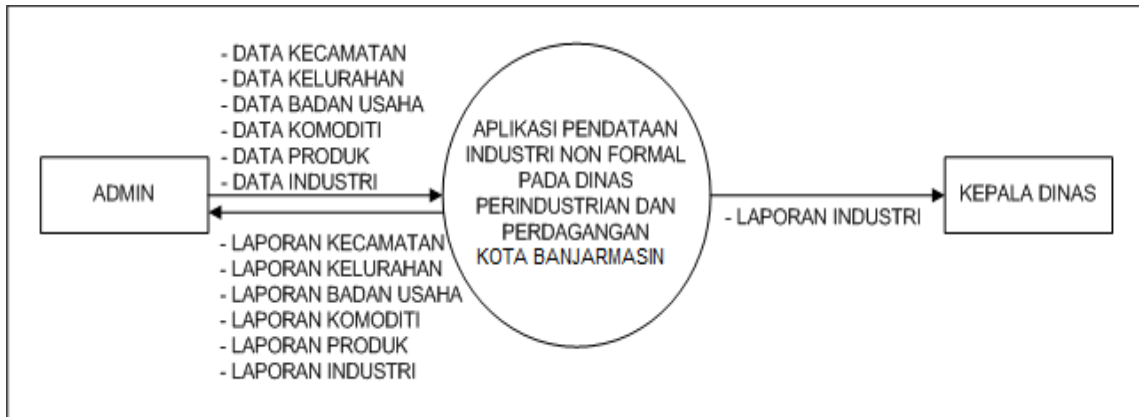 - DATA KECAMATAN
- DATA KELURAHAN
- DATA BADAN USAHA
- DATA KOMODITI
- DATA PRODUK
- DATA INDUSTRI
ADMIN
- LAPORAN KECAMATAN
- LAPORAN KELURAHAN
- LAPORAN BADAN USAHA
- LAPORAN KOMODITI
- LAPORAN PRODUK
- LAPORAN INDUSTRI
APLIKASI PENDATAAN
INDUSTRI NON FORMAL
PADA DINAS
PERINDUSTRIAN DAN
PERDAGANGAN
KOTA BANJARMASIN
- LAPORAN INDUSTRI
KEPALA DINAS